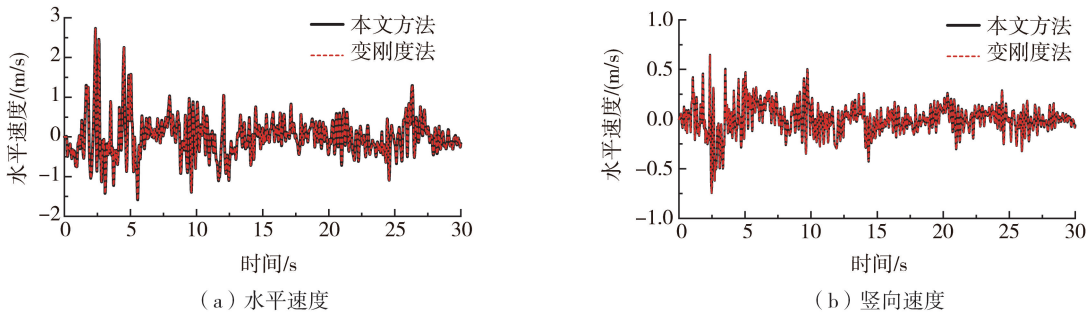 3
2
1
0
−1
−2
水平速度/(m/s)
本文方法
变刚度法
0 5 10 15 20 25 30
时间/s
（a）水平速度
1.0
0.5
0.0
−0.5
−1.0
水平速度/(m/s)
本文方法
变刚度法
0 5 10 15 20 25 30
时间/s
（b）竖向速度